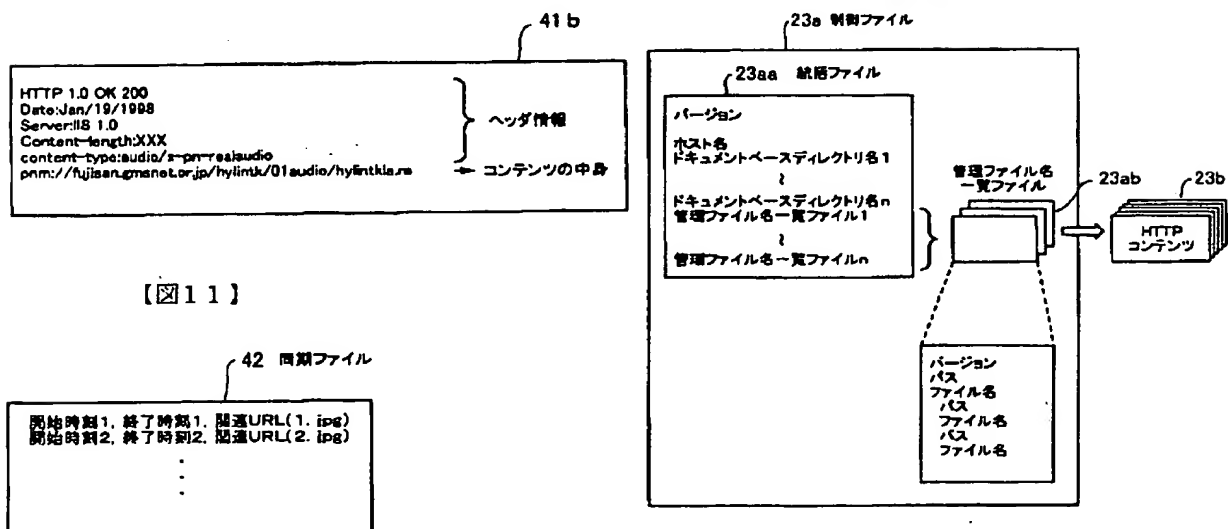 41b
HTTP 1.0 OK 200
Date:Jan/19/1998
Server:IIS 1.0
Content-length:XXX
content-type:audio/x-pn-realaudio
ヘッダ情報
pnm://fujisan.gmsnet.or.jp/hylintk/01audio/hylintkla.ra
コンテンツの中身
【図11】
42 同期ファイル
開始時刻1, 終了時刻1, 関連URL(1. jpg)
開始時刻2, 終了時刻2, 関連URL(2. jpg)
23a 制御ファイル
23aa 統括ファイル
バージョン
ホスト名
ドキュメントベースディレクトリ名1
~
ドキュメントベースディレクトリ名n
管理ファイル名一覧ファイル1
~
管理ファイル名一覧ファイルn
管理ファイル名
一覧ファイル
23ab
23b
HTTP
コンテンツ
バージョン
パス
ファイル名
パス
ファイル名
パス
ファイル名